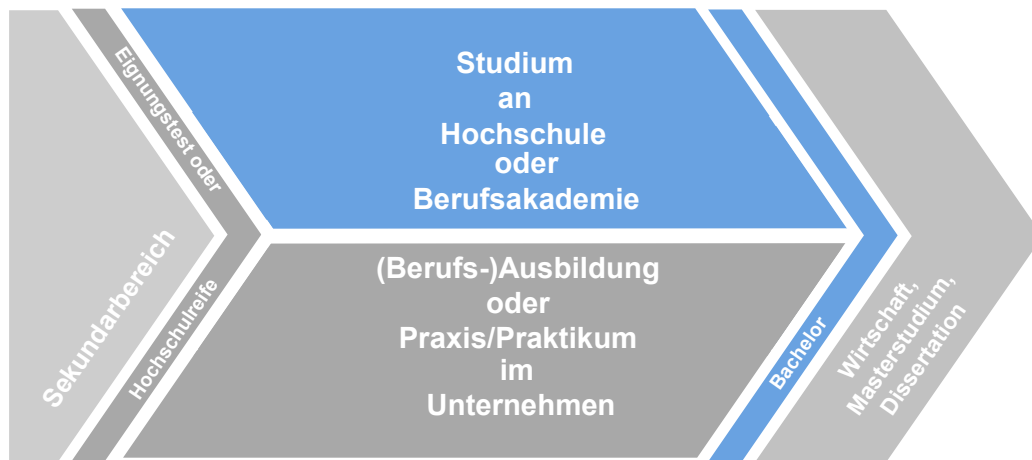 Sekundarbereich
Eignungstest oder
Hochschulreife
Studium
an
Hochschule
oder
Berufsakademie
(Berufs-)Ausbildung
oder
Praxis/Praktikum
im
Unternehmen
Bachelor
Wirtschaft,
Masterstudium,
Dissertation